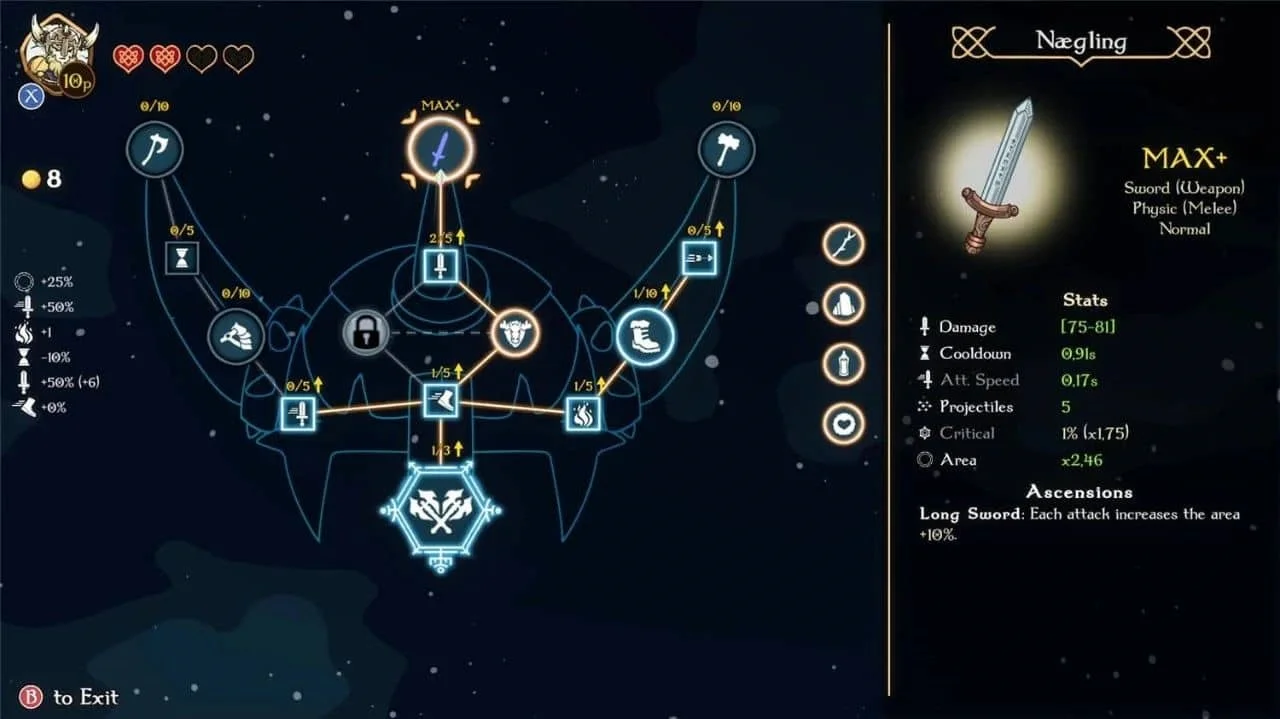 10p
X
0/10
MAX+
0/10
8
0/5
2/5
0/5
+25%
+50%
+1
-10%
+50% (+6)
+0%
0/10
1/10
1/5
0/5
1/5
1/3
B to Exit
Nægling
MAX+
Sword (Weapon)
Physic (Melee)
Normal
Stats
Damage [75-81]
Cooldown 0,91s
Att. Speed 0,17s
Projectiles 5
Critical 1% (x1,75)
Area x2,46
Ascensions
Long Sword: Each attack increases the area
+10%.